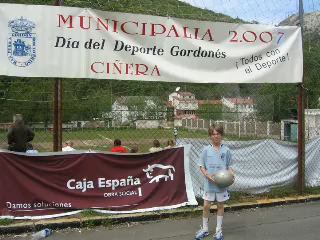 MUNICIPALIA 2.007
Día del Deporte Gordonés
¡Todos con
el Deporte!
CIÑERA
Caja España
OBRA SOCIAL
Damos soluciones